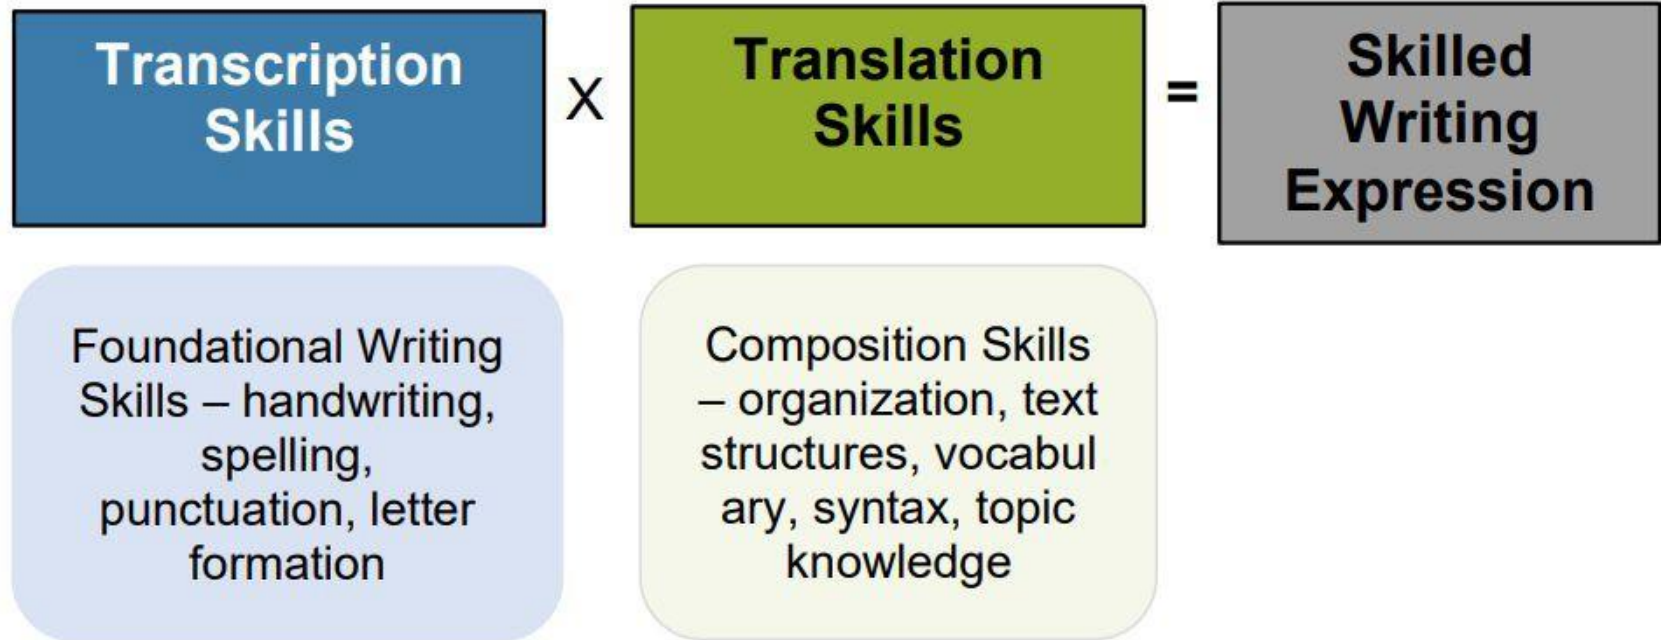 Transcription
Skills
X
Translation
Skills
=
Skilled
Writing
Expression
Foundational Writing
Skills – handwriting,
spelling,
punctuation, letter
formation
Composition Skills
– organization, text
structures, vocabul
ary, syntax, topic
knowledge